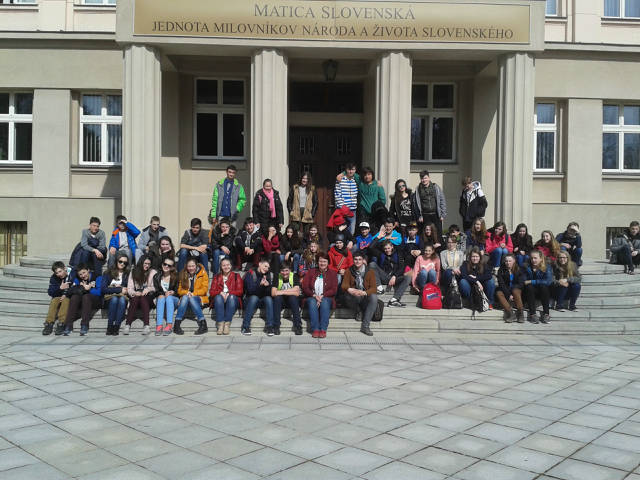 MATICA SLOVENSKÁ
JEDNOTA MILOVNÍKOV NÁRODA A ŽIVOTA SLOVENSKÉHO